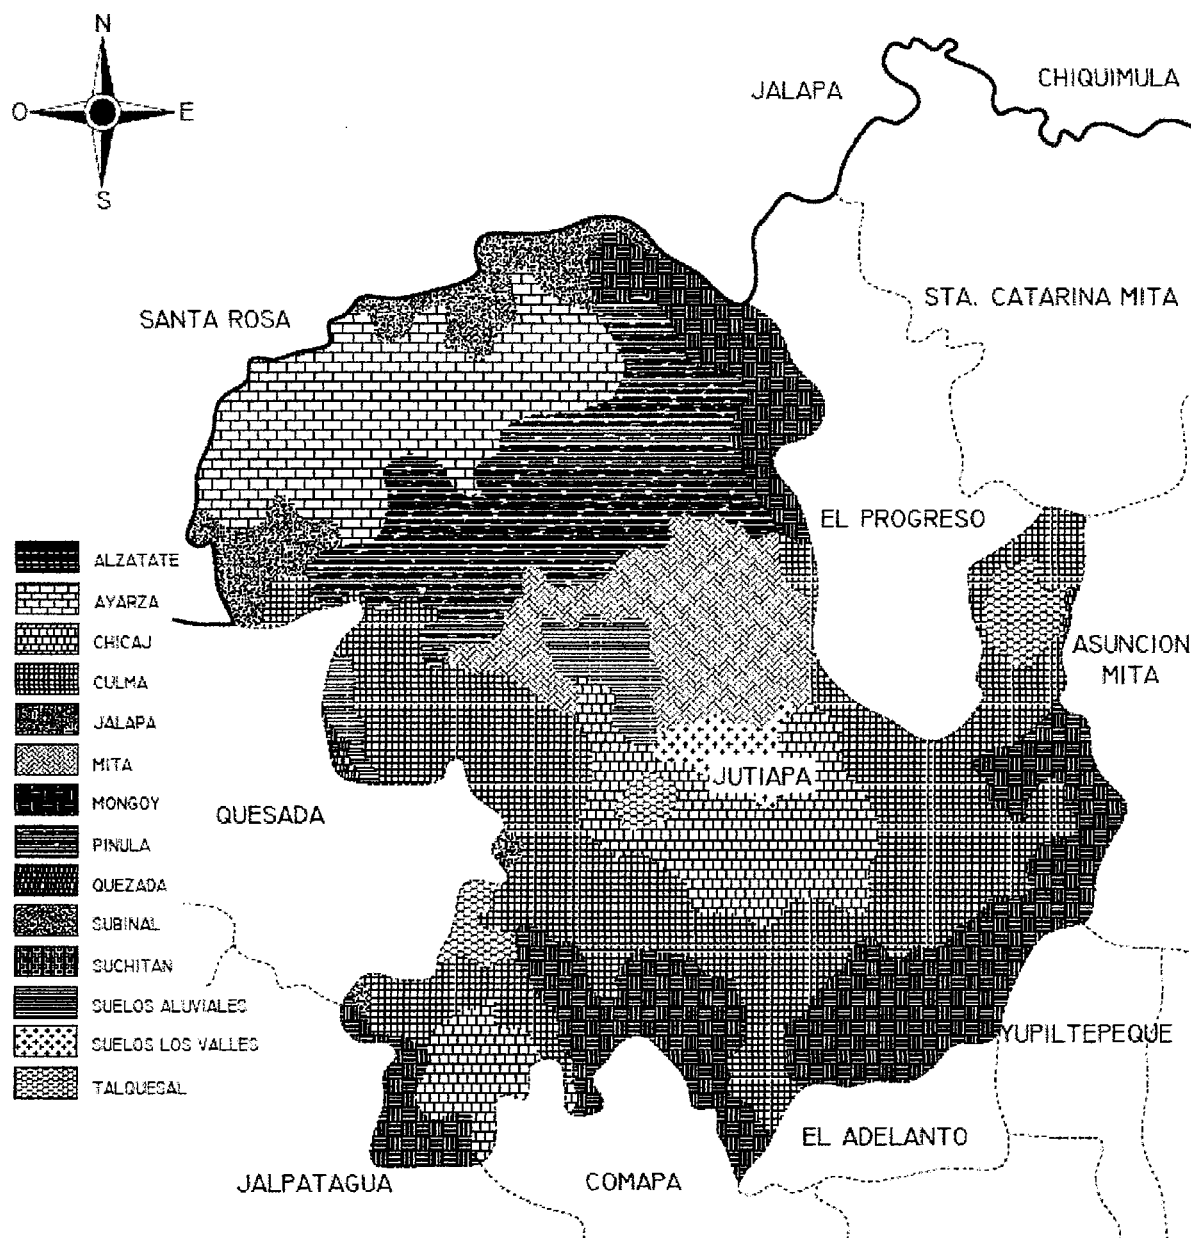 N
O
E
S
JALAPA
CHIQUIMULA
SANTA ROSA
STA. CATARINA MITA
EL PROGRESO
ASUNCION
MITA
ALZATATE
AYARZA
CHICAJ
CULMA
JALAPA
MITA
MONGOY
PINULA
QUEZADA
SUBINAL
SUCHITAN
SUELOS ALUVIALES
SUELOS LOS VALLES
TALQUESAL
QUESADA
JUTIAPA
YUPILTEPEQUE
EL ADELANTO
JALPATAGUA
COMAPA